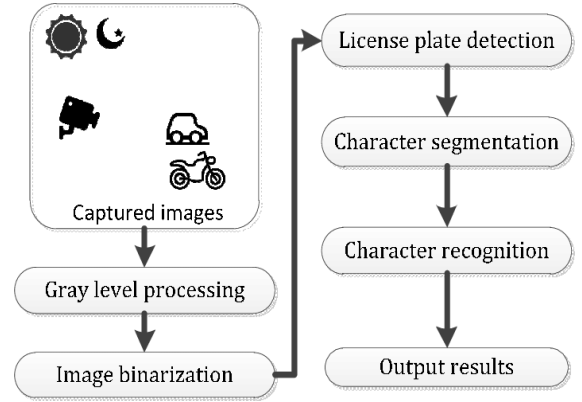 Captured images
Gray level processing
Image binarization
License plate detection
Character segmentation
Character recognition
Output results